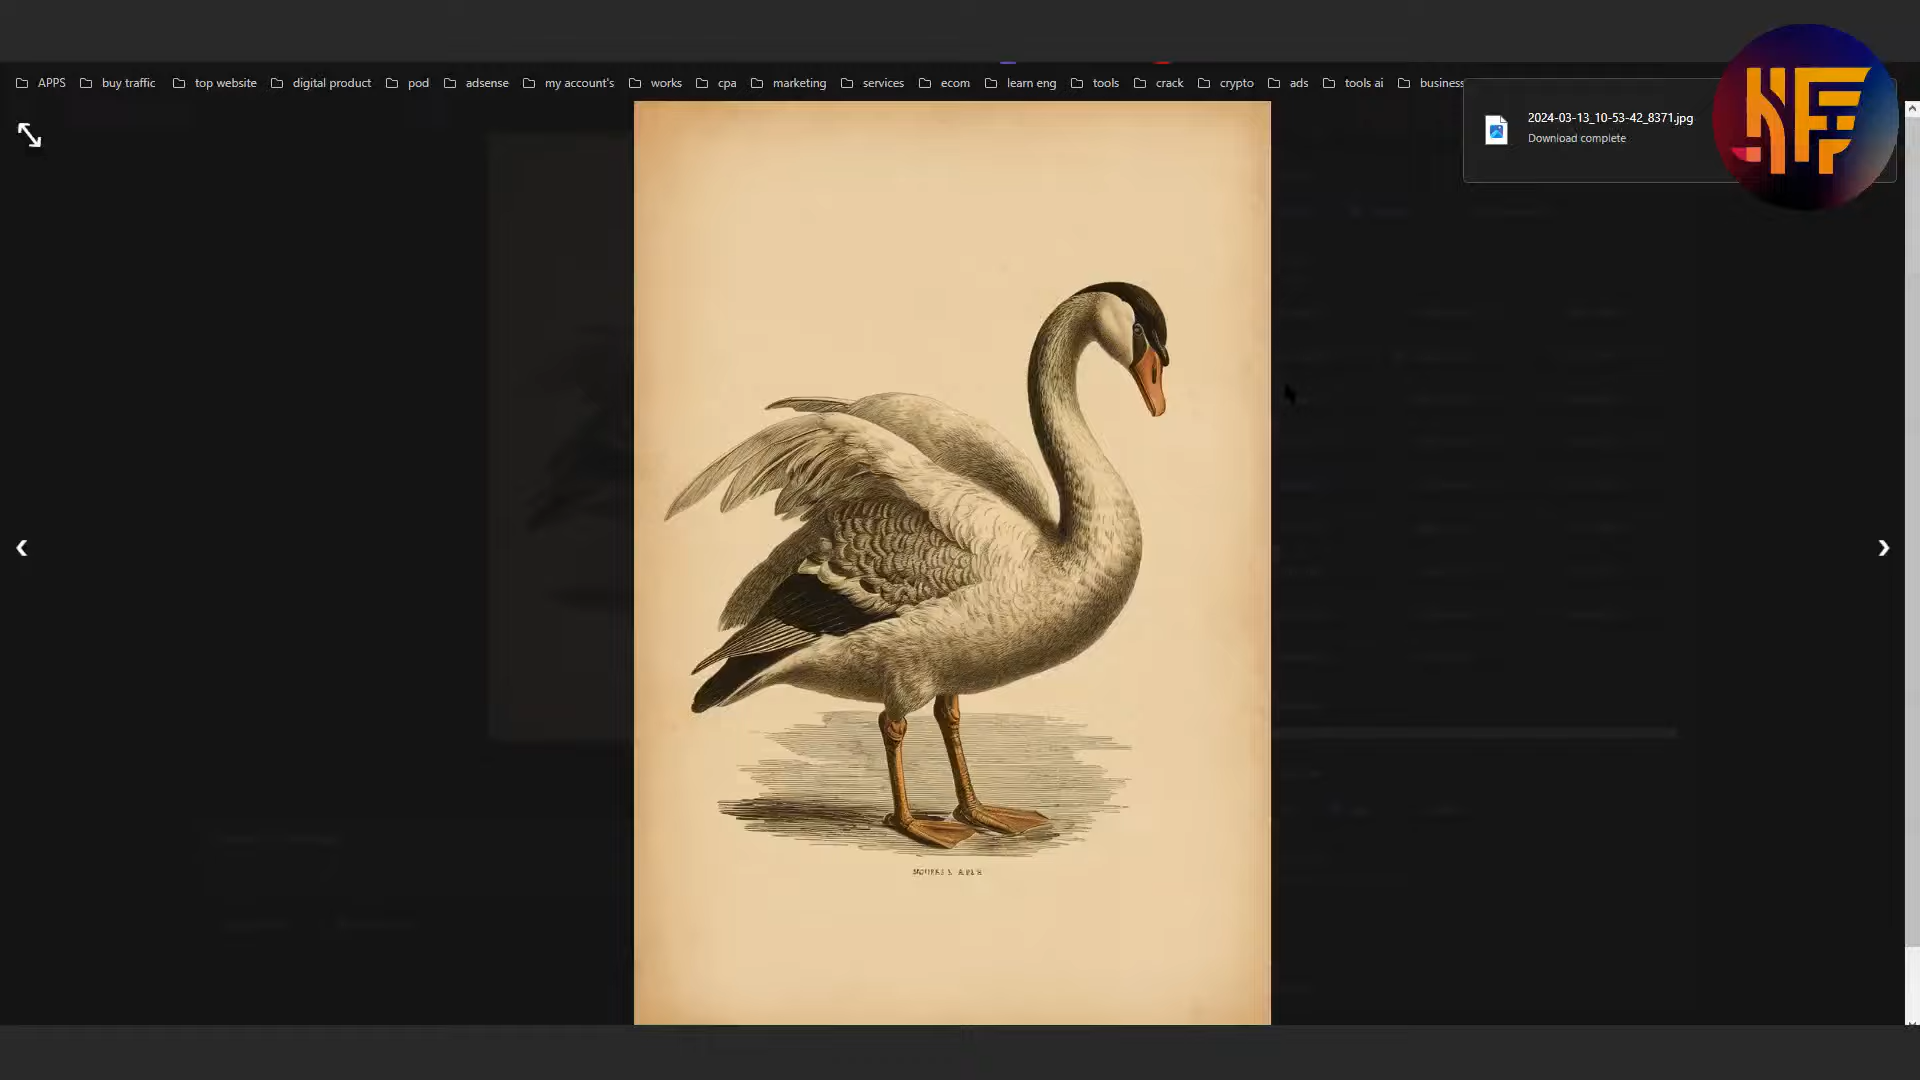 APPS buy traffic top website digital product pod adsense my account's works cpa marketing services ecom learn eng tools crack crypto ads tools ai business
2024-03-13_10-53-42_8371.jpg
Download complete